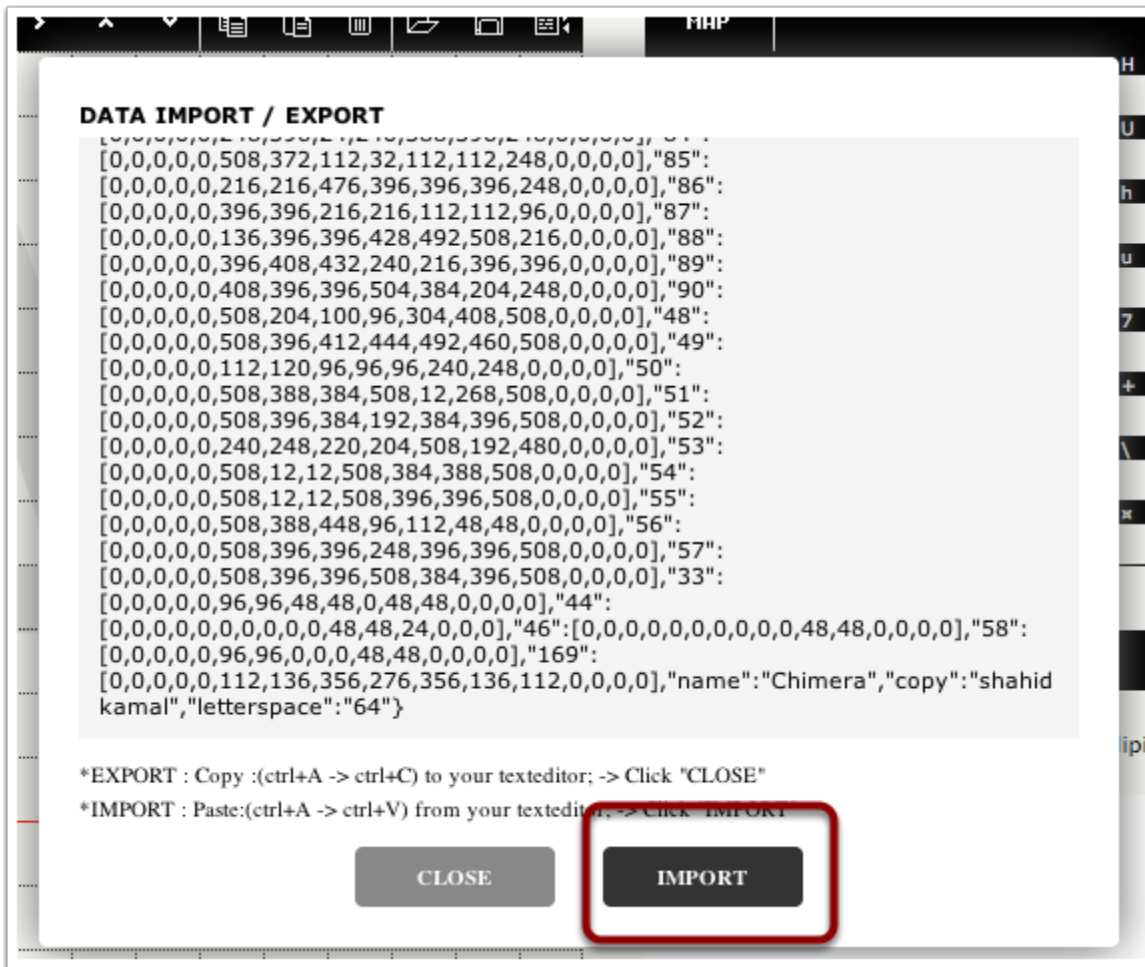 MAP
H
DATA IMPORT / EXPORT
U
[0,0,0,0,0,508,372,112,32,112,112,248,0,0,0,0],"85":
[0,0,0,0,0,216,216,476,396,396,396,248,0,0,0,0],"86":
h
[0,0,0,0,0,396,396,216,216,112,112,96,0,0,0,0],"87":
[0,0,0,0,0,136,396,396,428,492,508,216,0,0,0,0],"88":
u
[0,0,0,0,0,396,408,432,240,216,396,396,0,0,0,0],"89":
[0,0,0,0,0,408,396,396,504,384,204,248,0,0,0,0],"90":
[0,0,0,0,0,508,204,100,96,304,408,508,0,0,0,0],"48":
7
[0,0,0,0,0,508,396,412,444,492,460,508,0,0,0,0],"49":
[0,0,0,0,0,112,120,96,96,96,240,248,0,0,0,0],"50":
+
[0,0,0,0,0,508,388,384,508,12,268,508,0,0,0,0],"51":
[0,0,0,0,0,508,396,384,192,384,396,508,0,0,0,0],"52":
[0,0,0,0,0,240,248,220,204,508,192,480,0,0,0,0],"53":
\
[0,0,0,0,0,508,12,12,508,384,388,508,0,0,0,0],"54":
[0,0,0,0,0,508,12,12,508,396,396,508,0,0,0,0],"55":
×
[0,0,0,0,0,508,388,448,96,112,48,48,0,0,0,0],"56":
[0,0,0,0,0,508,396,396,248,396,396,508,0,0,0,0],"57":
[0,0,0,0,0,508,396,396,508,384,396,508,0,0,0,0],"33":
[0,0,0,0,0,96,96,48,48,0,48,48,0,0,0,0],"44":
[0,0,0,0,0,0,0,0,0,0,48,48,24,0,0,0],"46":[0,0,0,0,0,0,0,0,0,0,48,48,0,0,0,0],"58":
[0,0,0,0,0,96,96,0,0,0,48,48,0,0,0,0],"169":
[0,0,0,0,0,112,136,356,276,356,136,112,0,0,0,0],"name":"Chimera","copy":"shahid
kamal","letterspace":"64"}
*EXPORT : Copy :(ctrl+A -> ctrl+C) to your texteditor; -> Click "CLOSE"
*IMPORT : Paste:(ctrl+A -> ctrl+V) from your texteditor; -> Click "IMPORT"
CLOSE
IMPORT